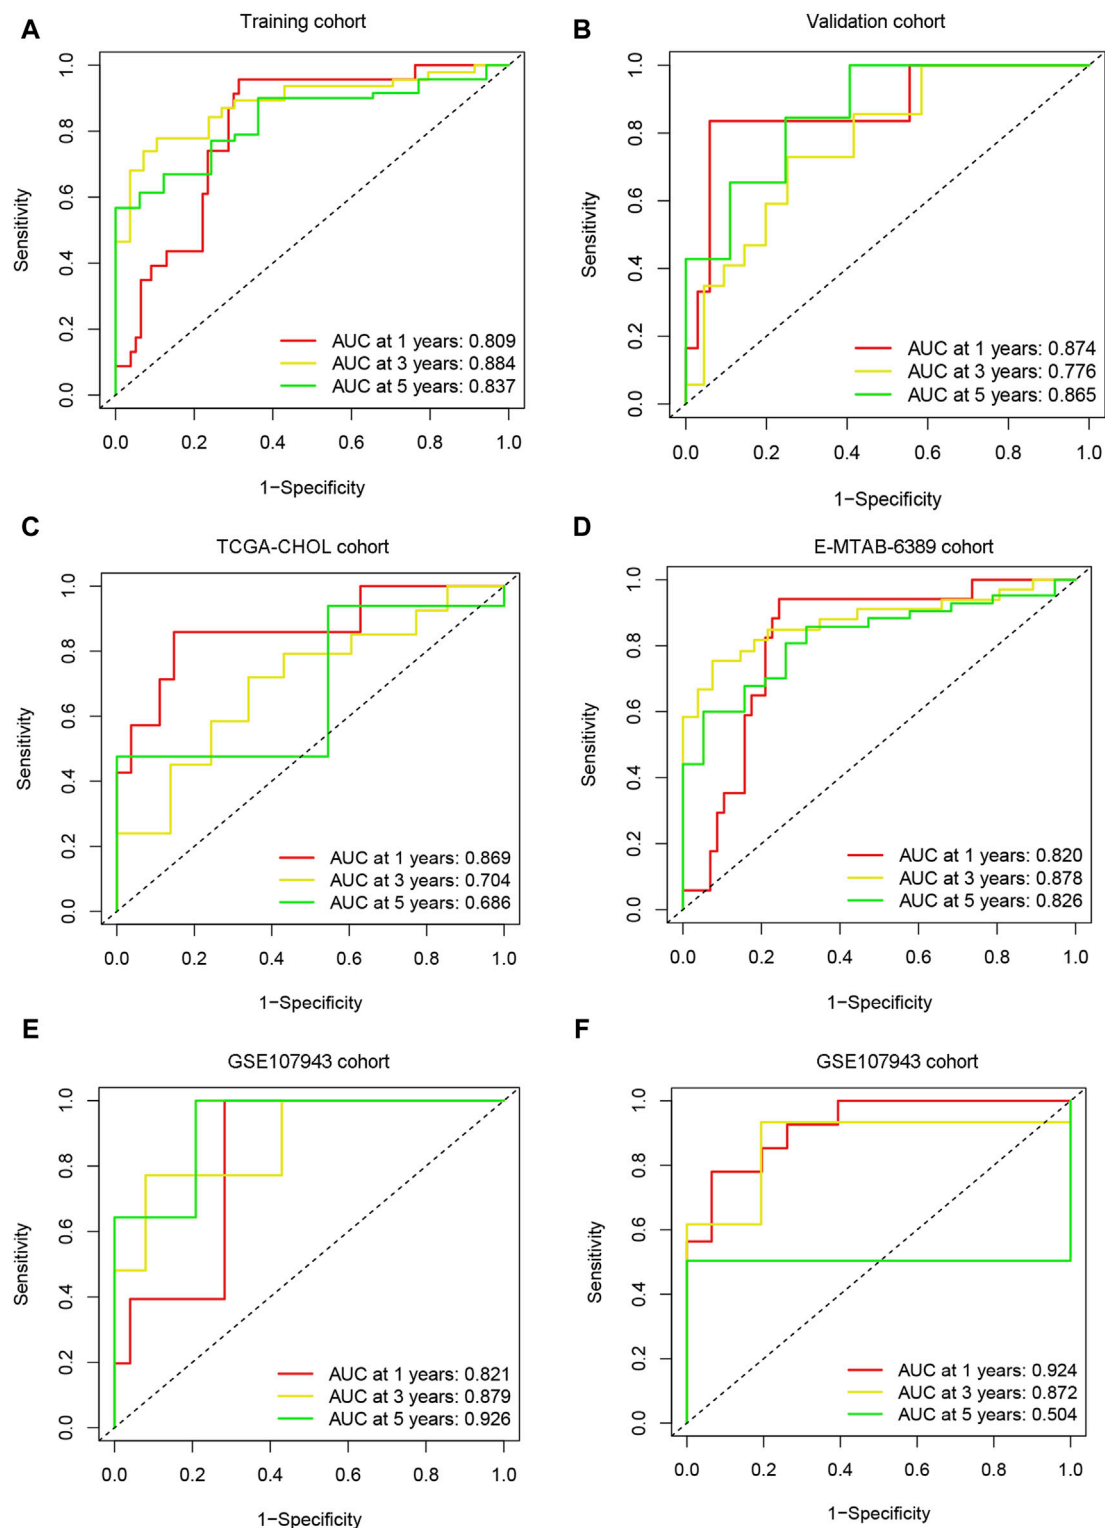 A
Training cohort
Sensitivity
0.0 0.2 0.4 0.6 0.8 1.0
AUC at 1 years: 0.809
AUC at 3 years: 0.884
AUC at 5 years: 0.837
0.0 0.2 0.4 0.6 0.8 1.0
1−Specificity
B
Validation cohort
Sensitivity
0.0 0.2 0.4 0.6 0.8 1.0
AUC at 1 years: 0.874
AUC at 3 years: 0.776
AUC at 5 years: 0.865
0.0 0.2 0.4 0.6 0.8 1.0
1−Specificity
C
TCGA-CHOL cohort
Sensitivity
0.0 0.2 0.4 0.6 0.8 1.0
AUC at 1 years: 0.869
AUC at 3 years: 0.704
AUC at 5 years: 0.686
0.0 0.2 0.4 0.6 0.8 1.0
1−Specificity
D
E-MTAB-6389 cohort
Sensitivity
0.0 0.2 0.4 0.6 0.8 1.0
AUC at 1 years: 0.820
AUC at 3 years: 0.878
AUC at 5 years: 0.826
0.0 0.2 0.4 0.6 0.8 1.0
1−Specificity
E
GSE107943 cohort
Sensitivity
0.0 0.2 0.4 0.6 0.8 1.0
AUC at 1 years: 0.821
AUC at 3 years: 0.879
AUC at 5 years: 0.926
0.0 0.2 0.4 0.6 0.8 1.0
1−Specificity
F
GSE107943 cohort
Sensitivity
0.0 0.2 0.4 0.6 0.8 1.0
AUC at 1 years: 0.924
AUC at 3 years: 0.872
AUC at 5 years: 0.504
0.0 0.2 0.4 0.6 0.8 1.0
1−Specificity